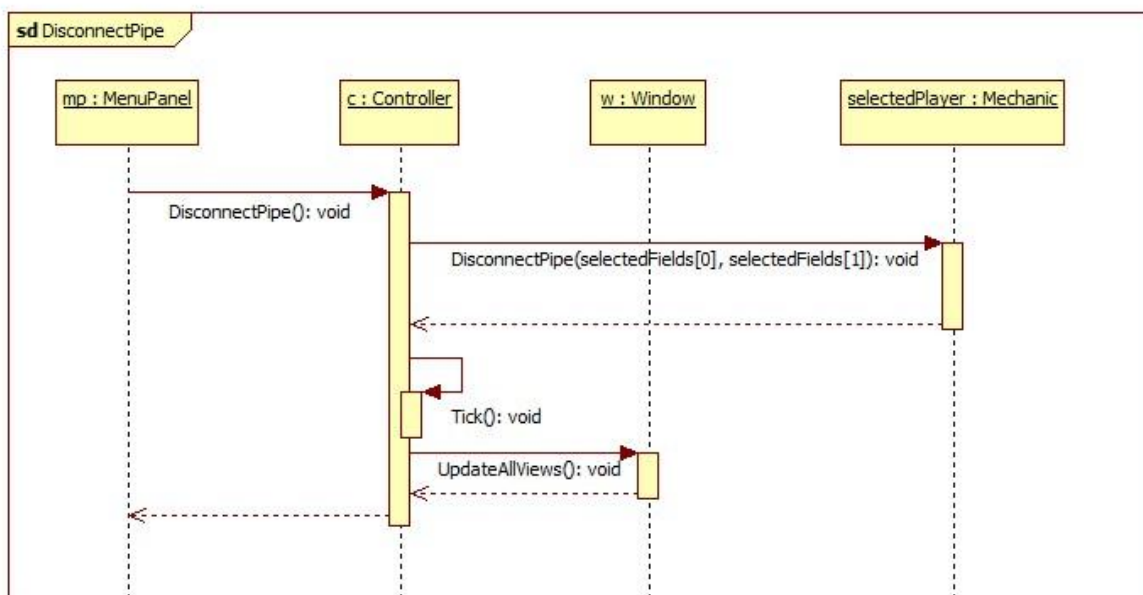 sd DisconnectPipe
mp : MenuPanel
c : Controller
w : Window
selectedPlayer : Mechanic
DisconnectPipe(): void
DisconnectPipe(selectedFields[0], selectedFields[1]): void
Tick(): void
UpdateAllViews(): void